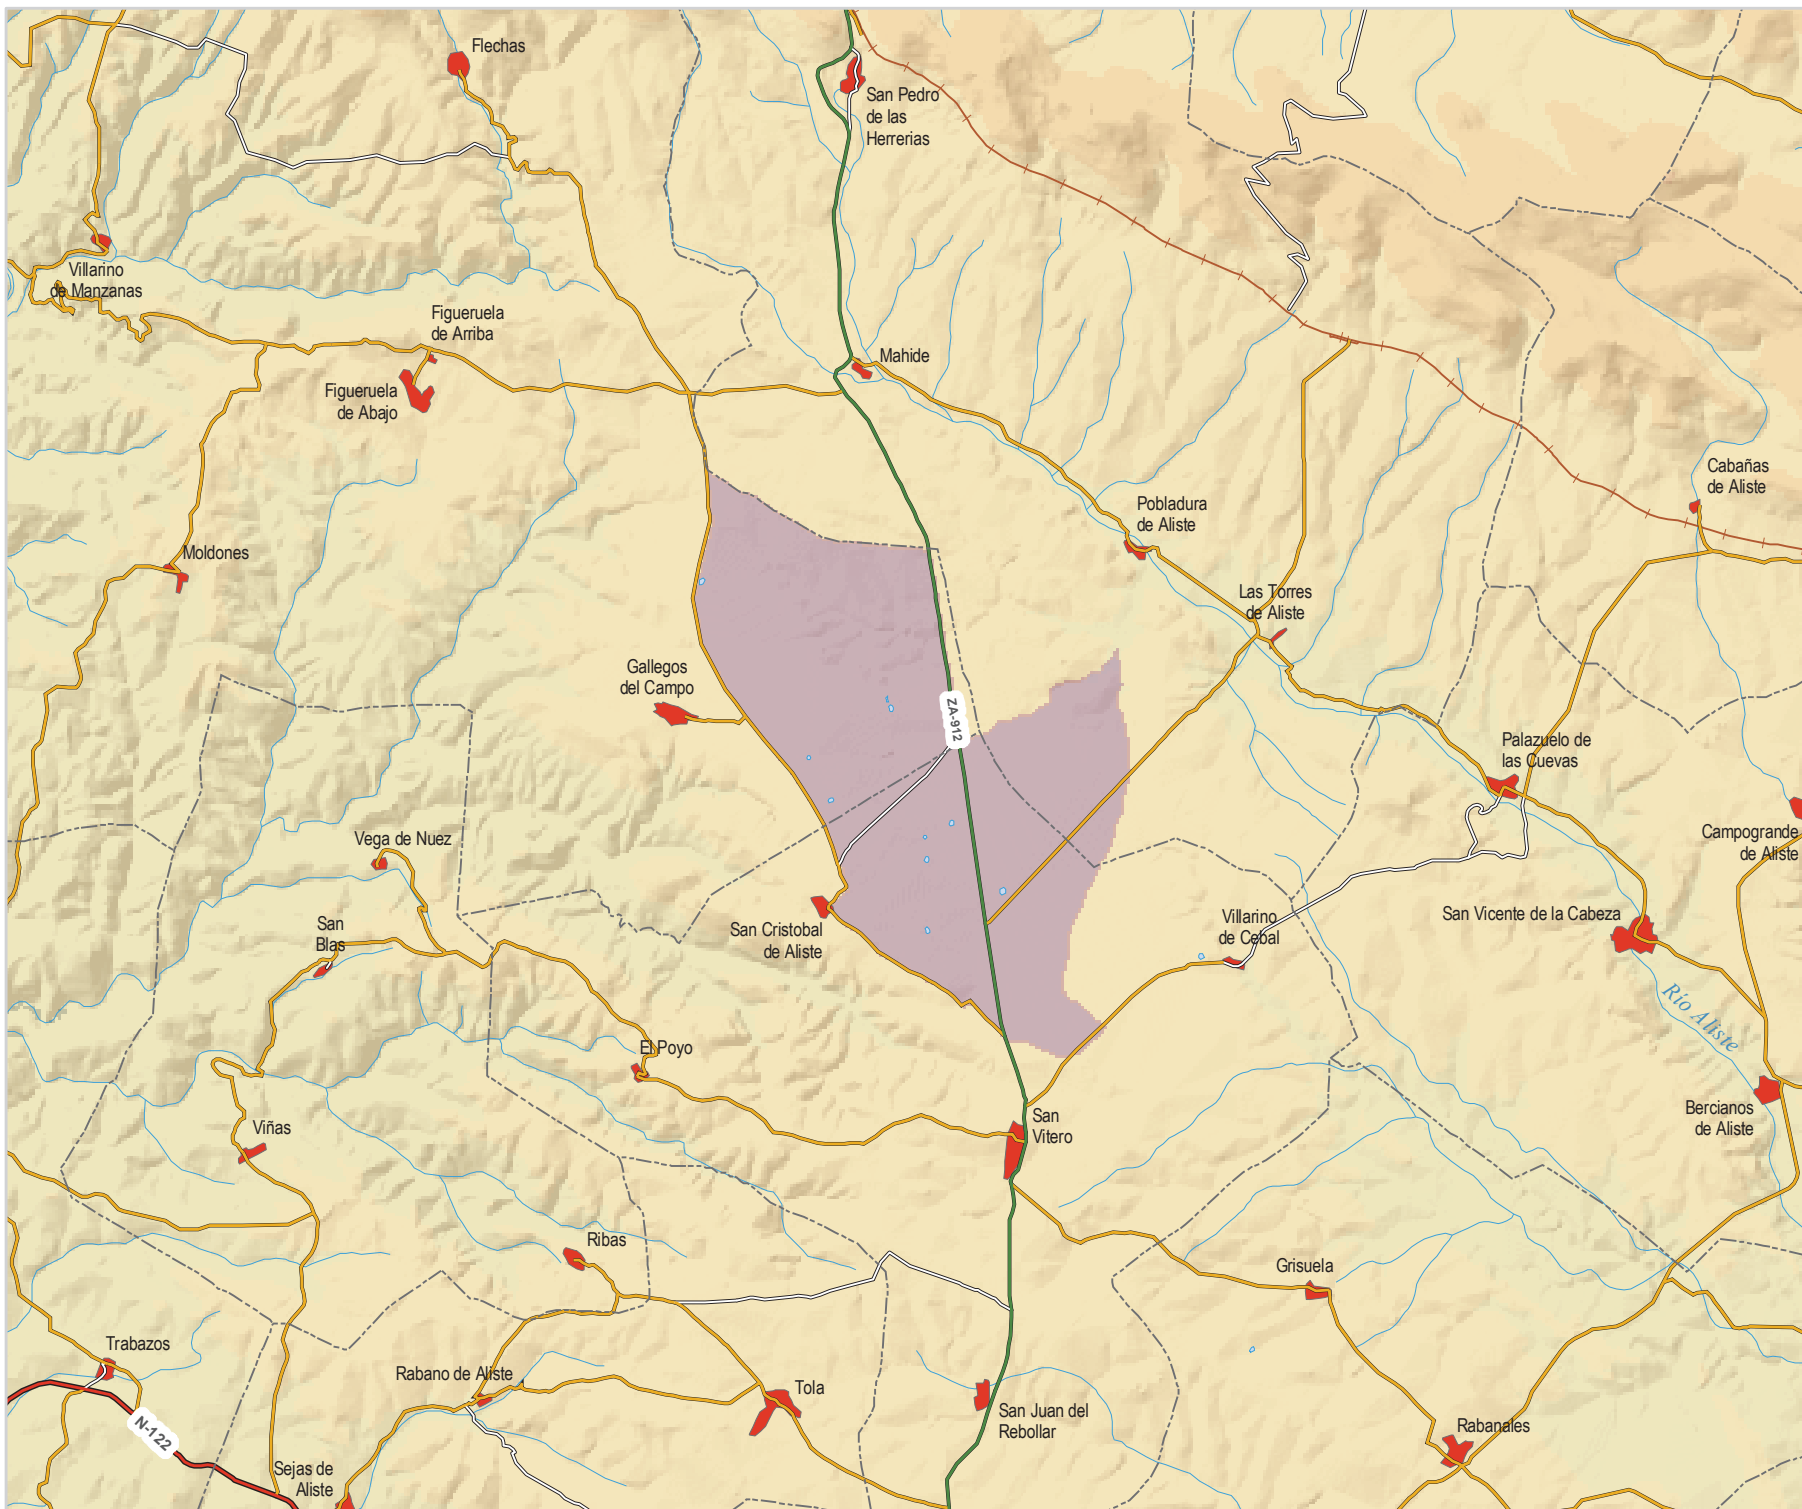 Flechas
San Pedro
de las
Herrerias
Villarino
de Manzanas
Figueruela
de Arriba
Mahide
Figueruela
de Abajo
Cabañas
de Aliste
Pobladura
de Aliste
Moldones
Las Torres
de Aliste
Gallegos
del Campo
ZA-912
Palazuelo de
las Cuevas
Campogrande
de Aliste
Vega de Nuez
San Vicente de la Cabeza
San
Blas
San Cristobal
de Aliste
Villarino
de Cebal
Río Aliste
El Poyo
Bercianos
de Aliste
San
Vitero
Viñas
Ribas
Grisuela
Trabazos
Rabano de Aliste
Tola
San Juan del
Rebollar
Rabanales
N-122
Sejas de
Aliste